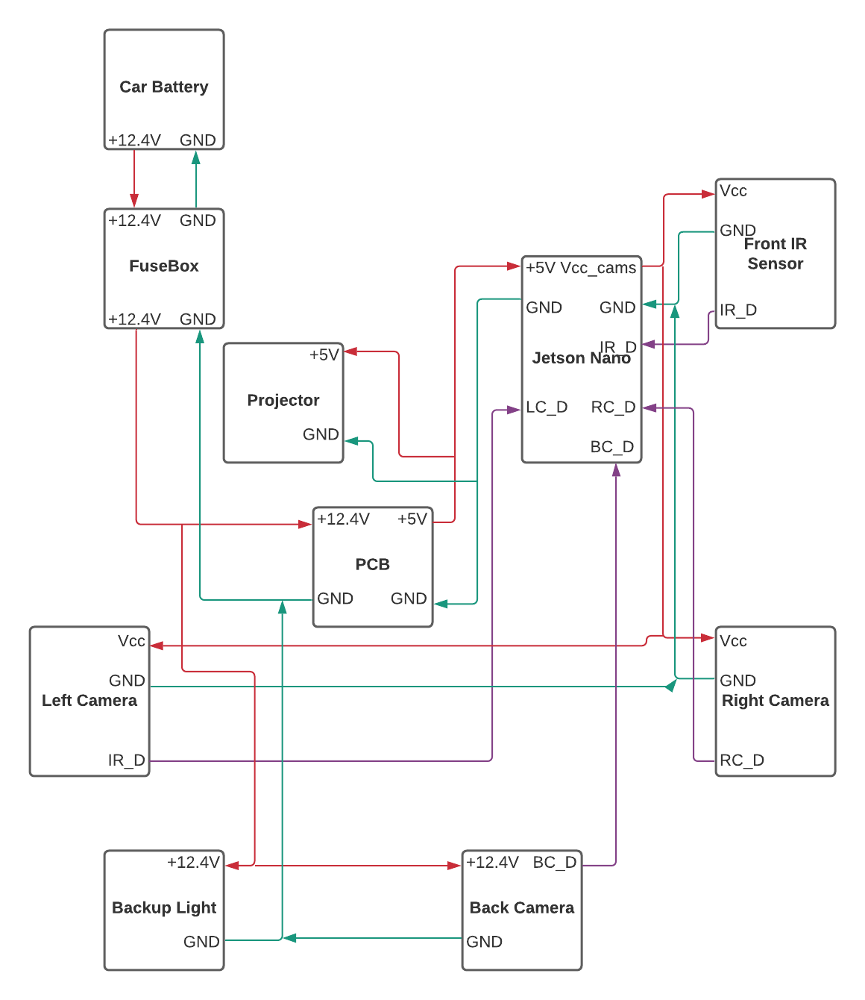 Car Battery
+12.4V GND
+12.4V GND
FuseBox
+12.4V GND
Projector
+5V
GND
+5V Vcc_cams
GND GND
IR_D
Jetson Nano
LC_D RC_D
BC_D
Vcc
GND
Front IR
Sensor
IR_D
+12.4V +5V
PCB
GND GND
Vcc
GND
Left Camera
IR_D
Vcc
GND
Right Camera
RC_D
+12.4V
Backup Light
GND
+12.4V BC_D
Back Camera
GND